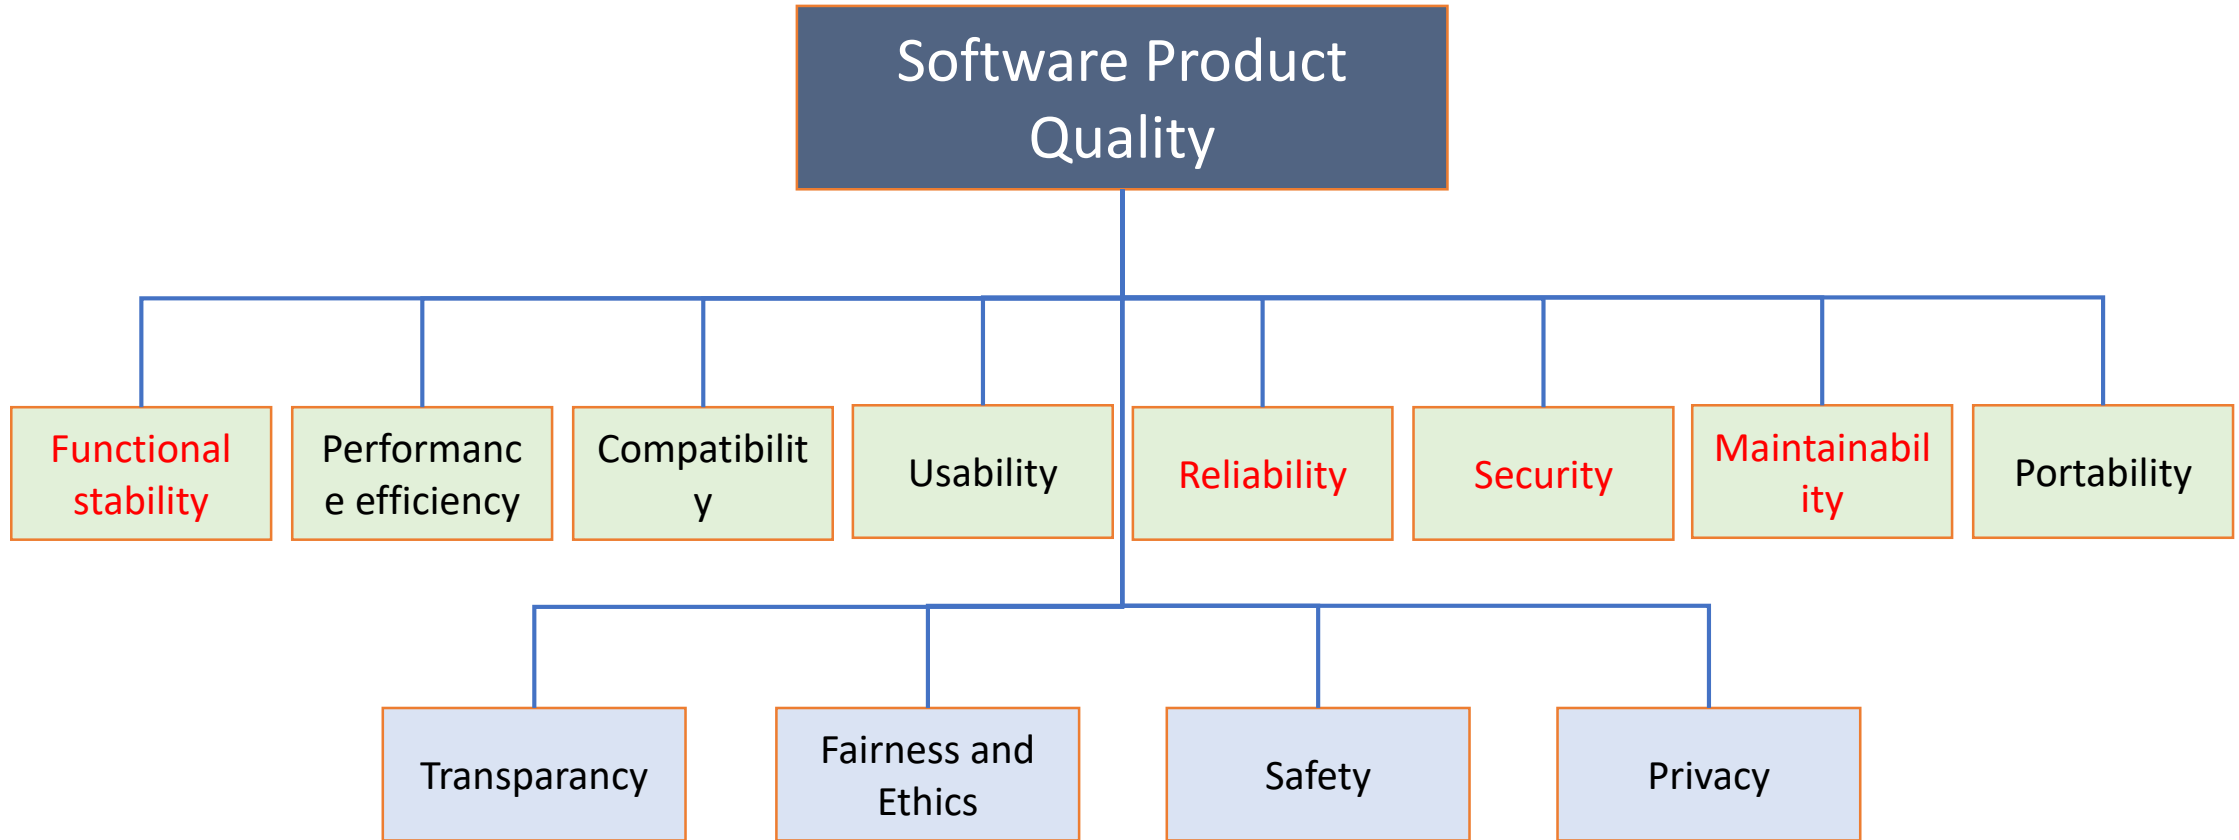 Software Product
Quality
Functional
stability
Performanc
e efficiency
Compatibilit
y
Usability
Reliability
Security
Maintainabil
ity
Portability
Transparancy
Fairness and
Ethics
Safety
Privacy